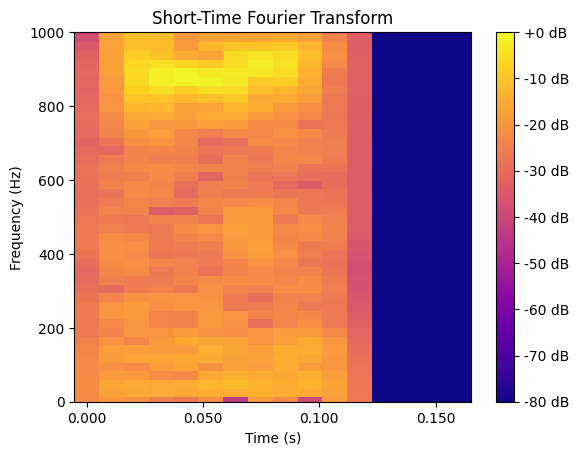 Short-Time Fourier Transform
Frequency (Hz)
1000
800
600
400
200
0
0.000
0.050
0.100
0.150
Time (s)
+0 dB
-10 dB
-20 dB
-30 dB
-40 dB
-50 dB
-60 dB
-70 dB
-80 dB